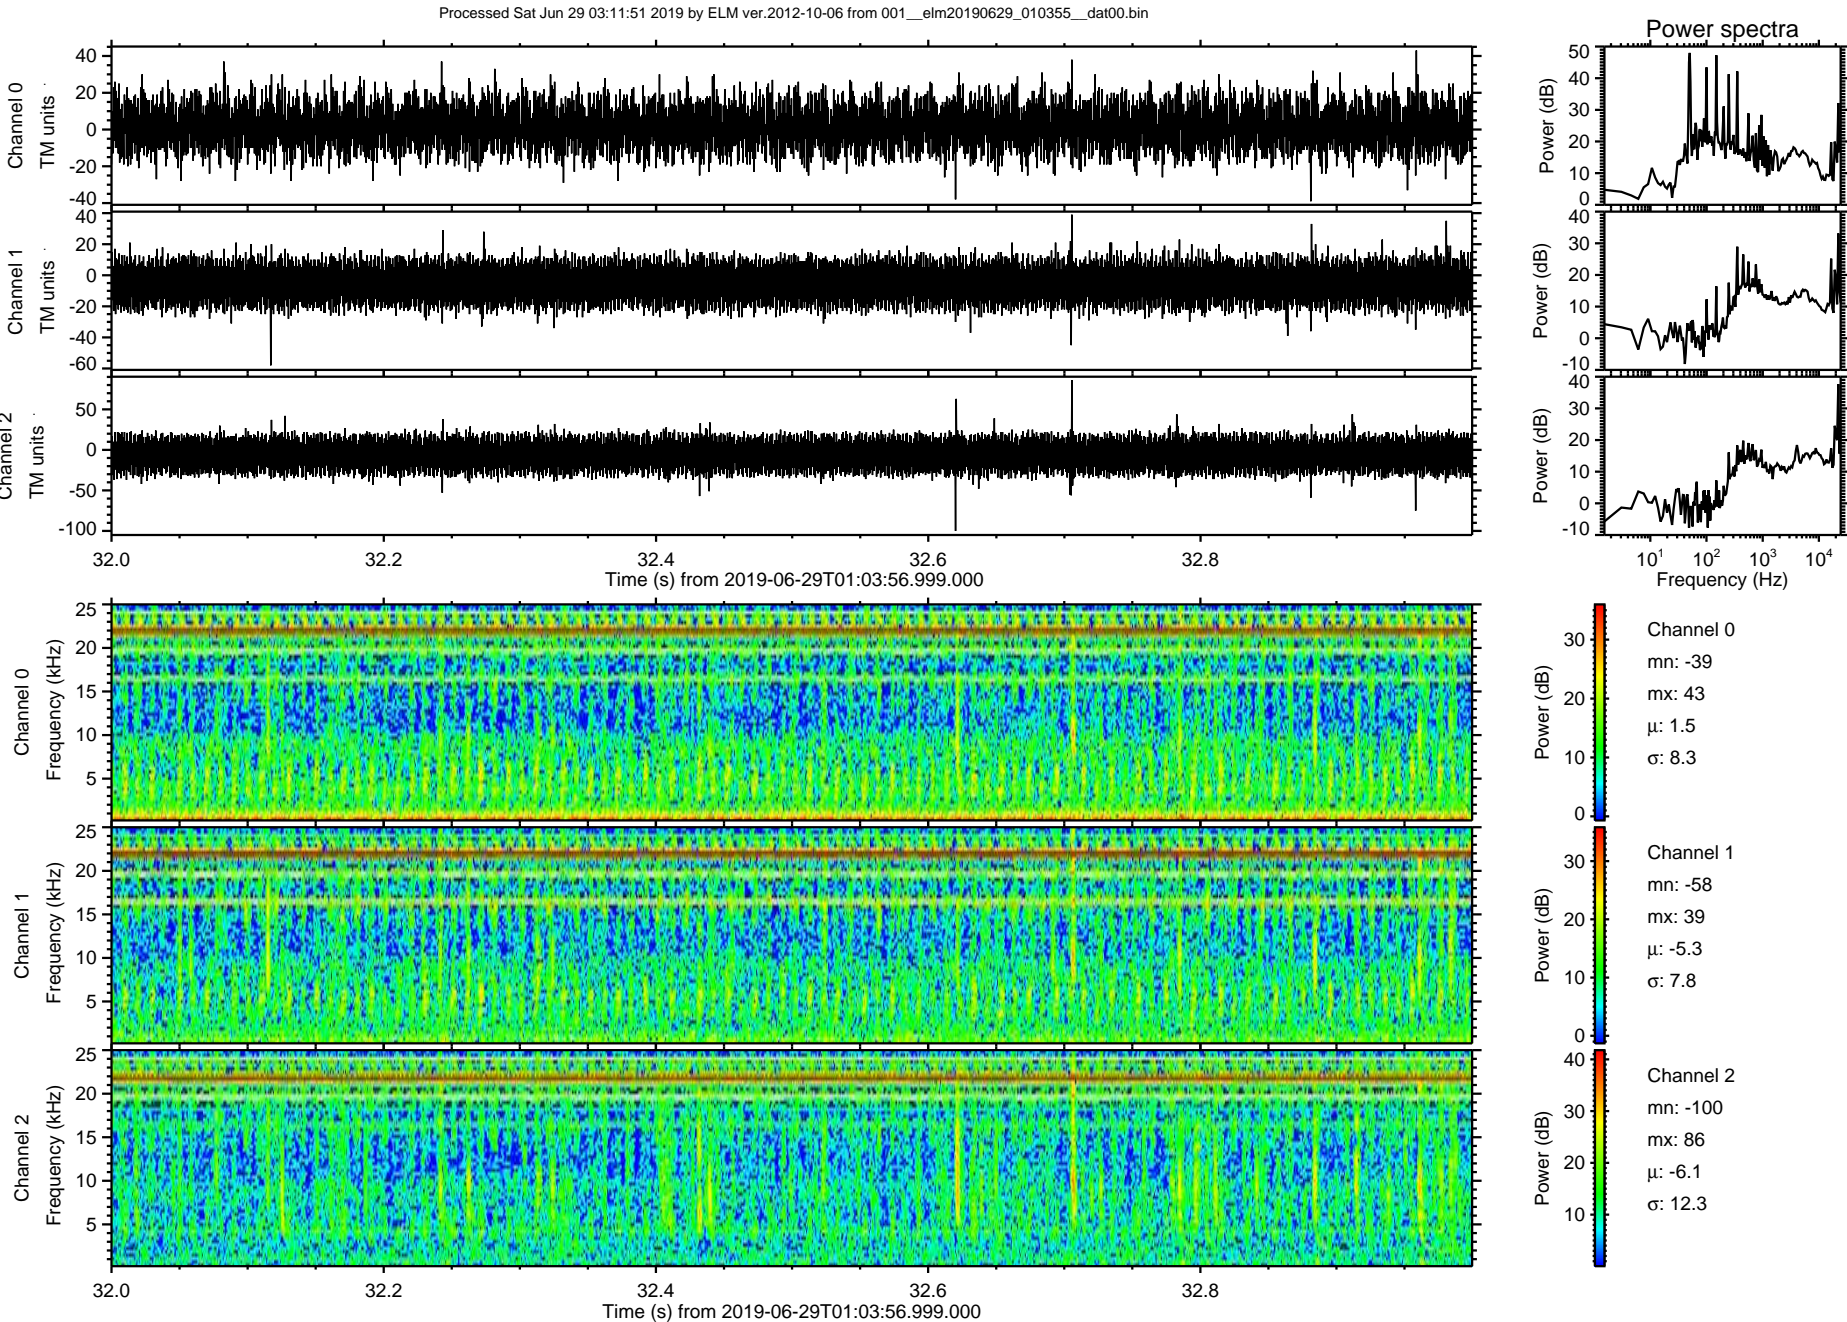 Processed Sat Jun 29 03:11:51 2019 by ELM ver.2012-10-06 from 001__elm20190629_010355__dat00.bin
Power spectra
Channel 0
TM units
40
20
0
-20
-40
Power (dB)
50
40
30
20
10
0
Channel 1
TM units
40
20
0
-20
-40
-60
Power (dB)
40
30
20
10
0
-10
Channel 2
TM units
50
0
-50
-100
Power (dB)
40
30
20
10
0
-10
32.0 32.2 32.4 32.6 32.8
Time (s) from 2019-06-29T01:03:56.999.000
10^1 10^2 10^3 10^4
Frequency (Hz)
Channel 0
Frequency (kHz)
25
20
15
10
5
Power (dB)
30
20
10
0
Channel 0
mn: -39
mx: 43
μ: 1.5
σ: 8.3
Channel 1
Frequency (kHz)
25
20
15
10
5
Power (dB)
30
20
10
0
Channel 1
mn: -58
mx: 39
μ: -5.3
σ: 7.8
Channel 2
Frequency (kHz)
25
20
15
10
5
Power (dB)
40
30
20
10
Channel 2
mn: -100
mx: 86
μ: -6.1
σ: 12.3
32.0 32.2 32.4 32.6 32.8
Time (s) from 2019-06-29T01:03:56.999.000